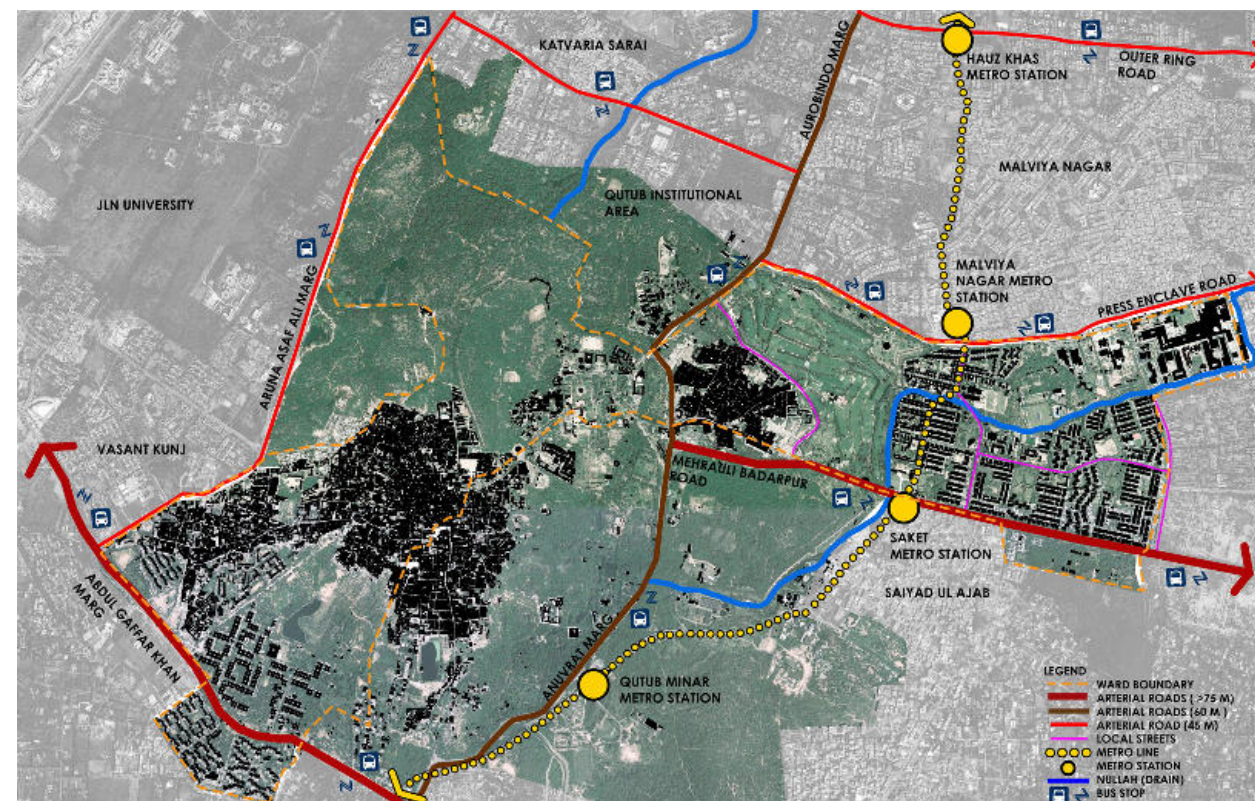 KATVARIA SARAI
HAUZ KHAS
METRO STATION
OUTER RING
ROAD
AUROBINDO MARG
MALVIYA NAGAR
JLN UNIVERSITY
QUTUB INSTITUTIONAL
AREA
ARUNA ASAF ALI MARG
MALVIYA
NAGAR METRO
STATION
PRESS ENCLAVE ROAD
VASANT KUNJ
MEHRAULI BADARPUR
ROAD
SAKET
METRO STATION
SAIYAD UL AJAB
ABDUL GAFFAR KHAN
MARG
ANUVRAT MARG
QUTUB MINAR
METRO STATION
LEGEND
WARD BOUNDARY
ARTERIAL ROADS ( >75 M)
ARTERIAL ROADS (60 M )
ARTERIAL ROAD (45 M)
LOCAL STREETS
METRO LINE
METRO STATION
NULLAH (DRAIN)
BUS STOP